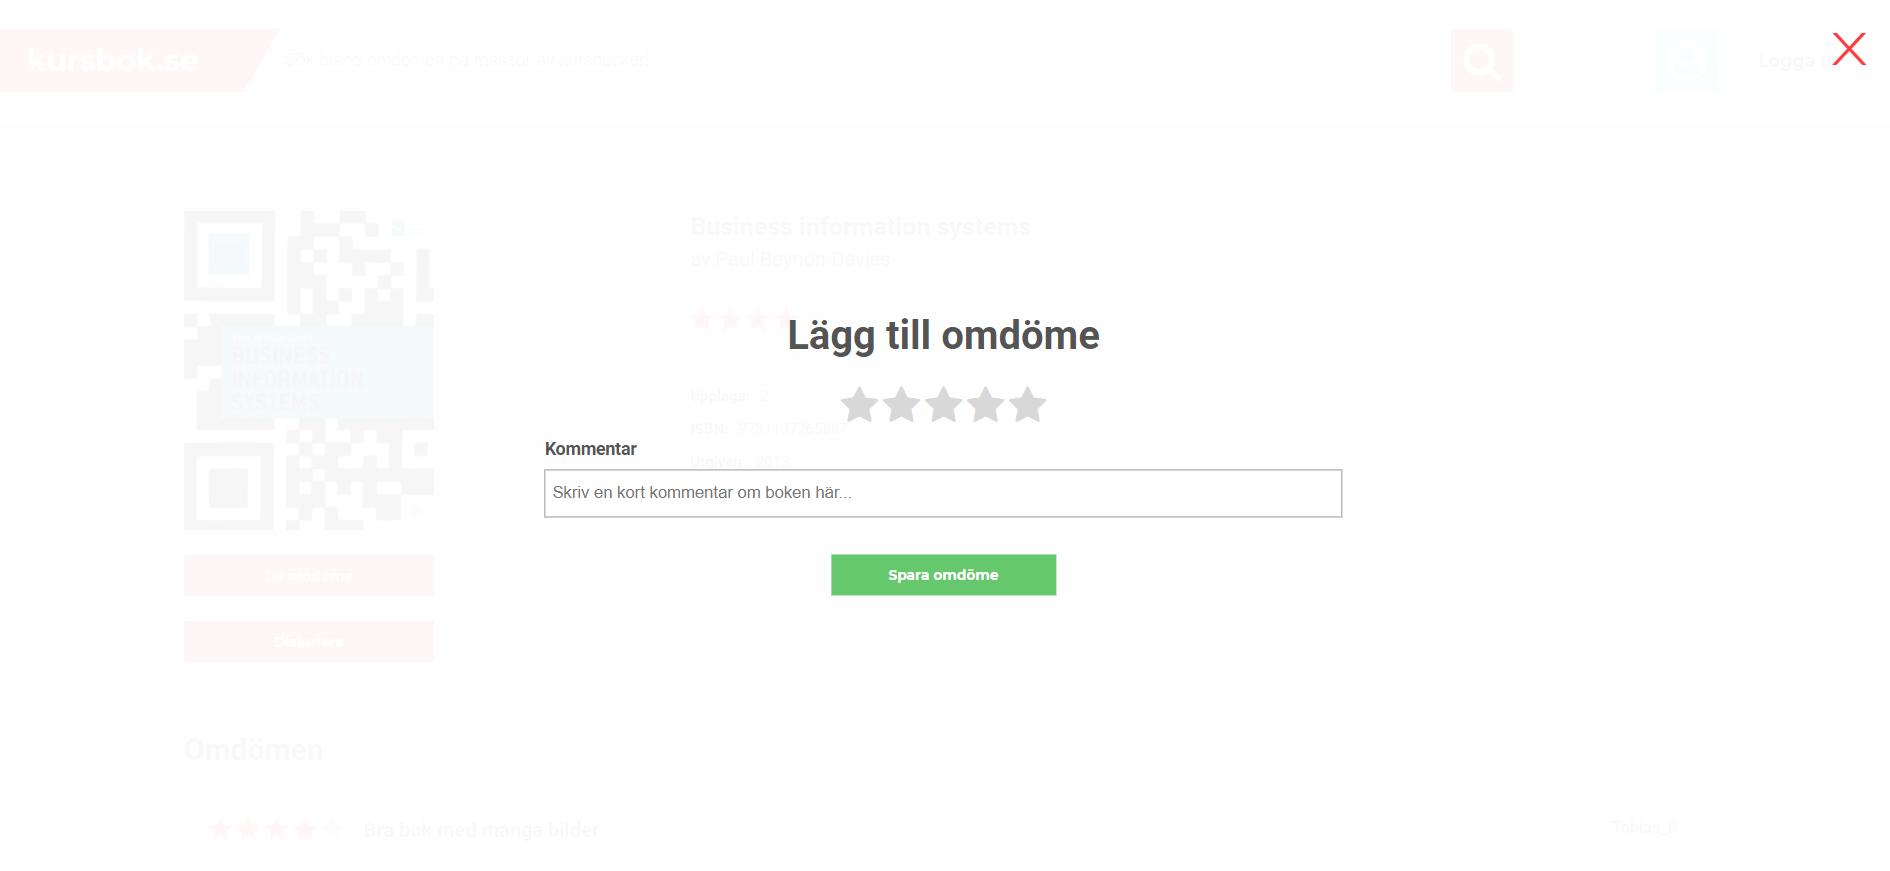 kursbok.se
Sök bland omdömen på massor av kursböcker!
Logga
Business information systems
av Paul Beynon-Davies
BUSINESS
INFORMATION
SYSTEMS
Lägg till omdöme
Upplaga: 2
ISBN:
Utgiven: 2013
Kommentar
Skriv en kort kommentar om boken här...
Spara omdöme
Ge omdöme
Diskutera
Omdömen
Bra bok med många bilder
Tobias_P